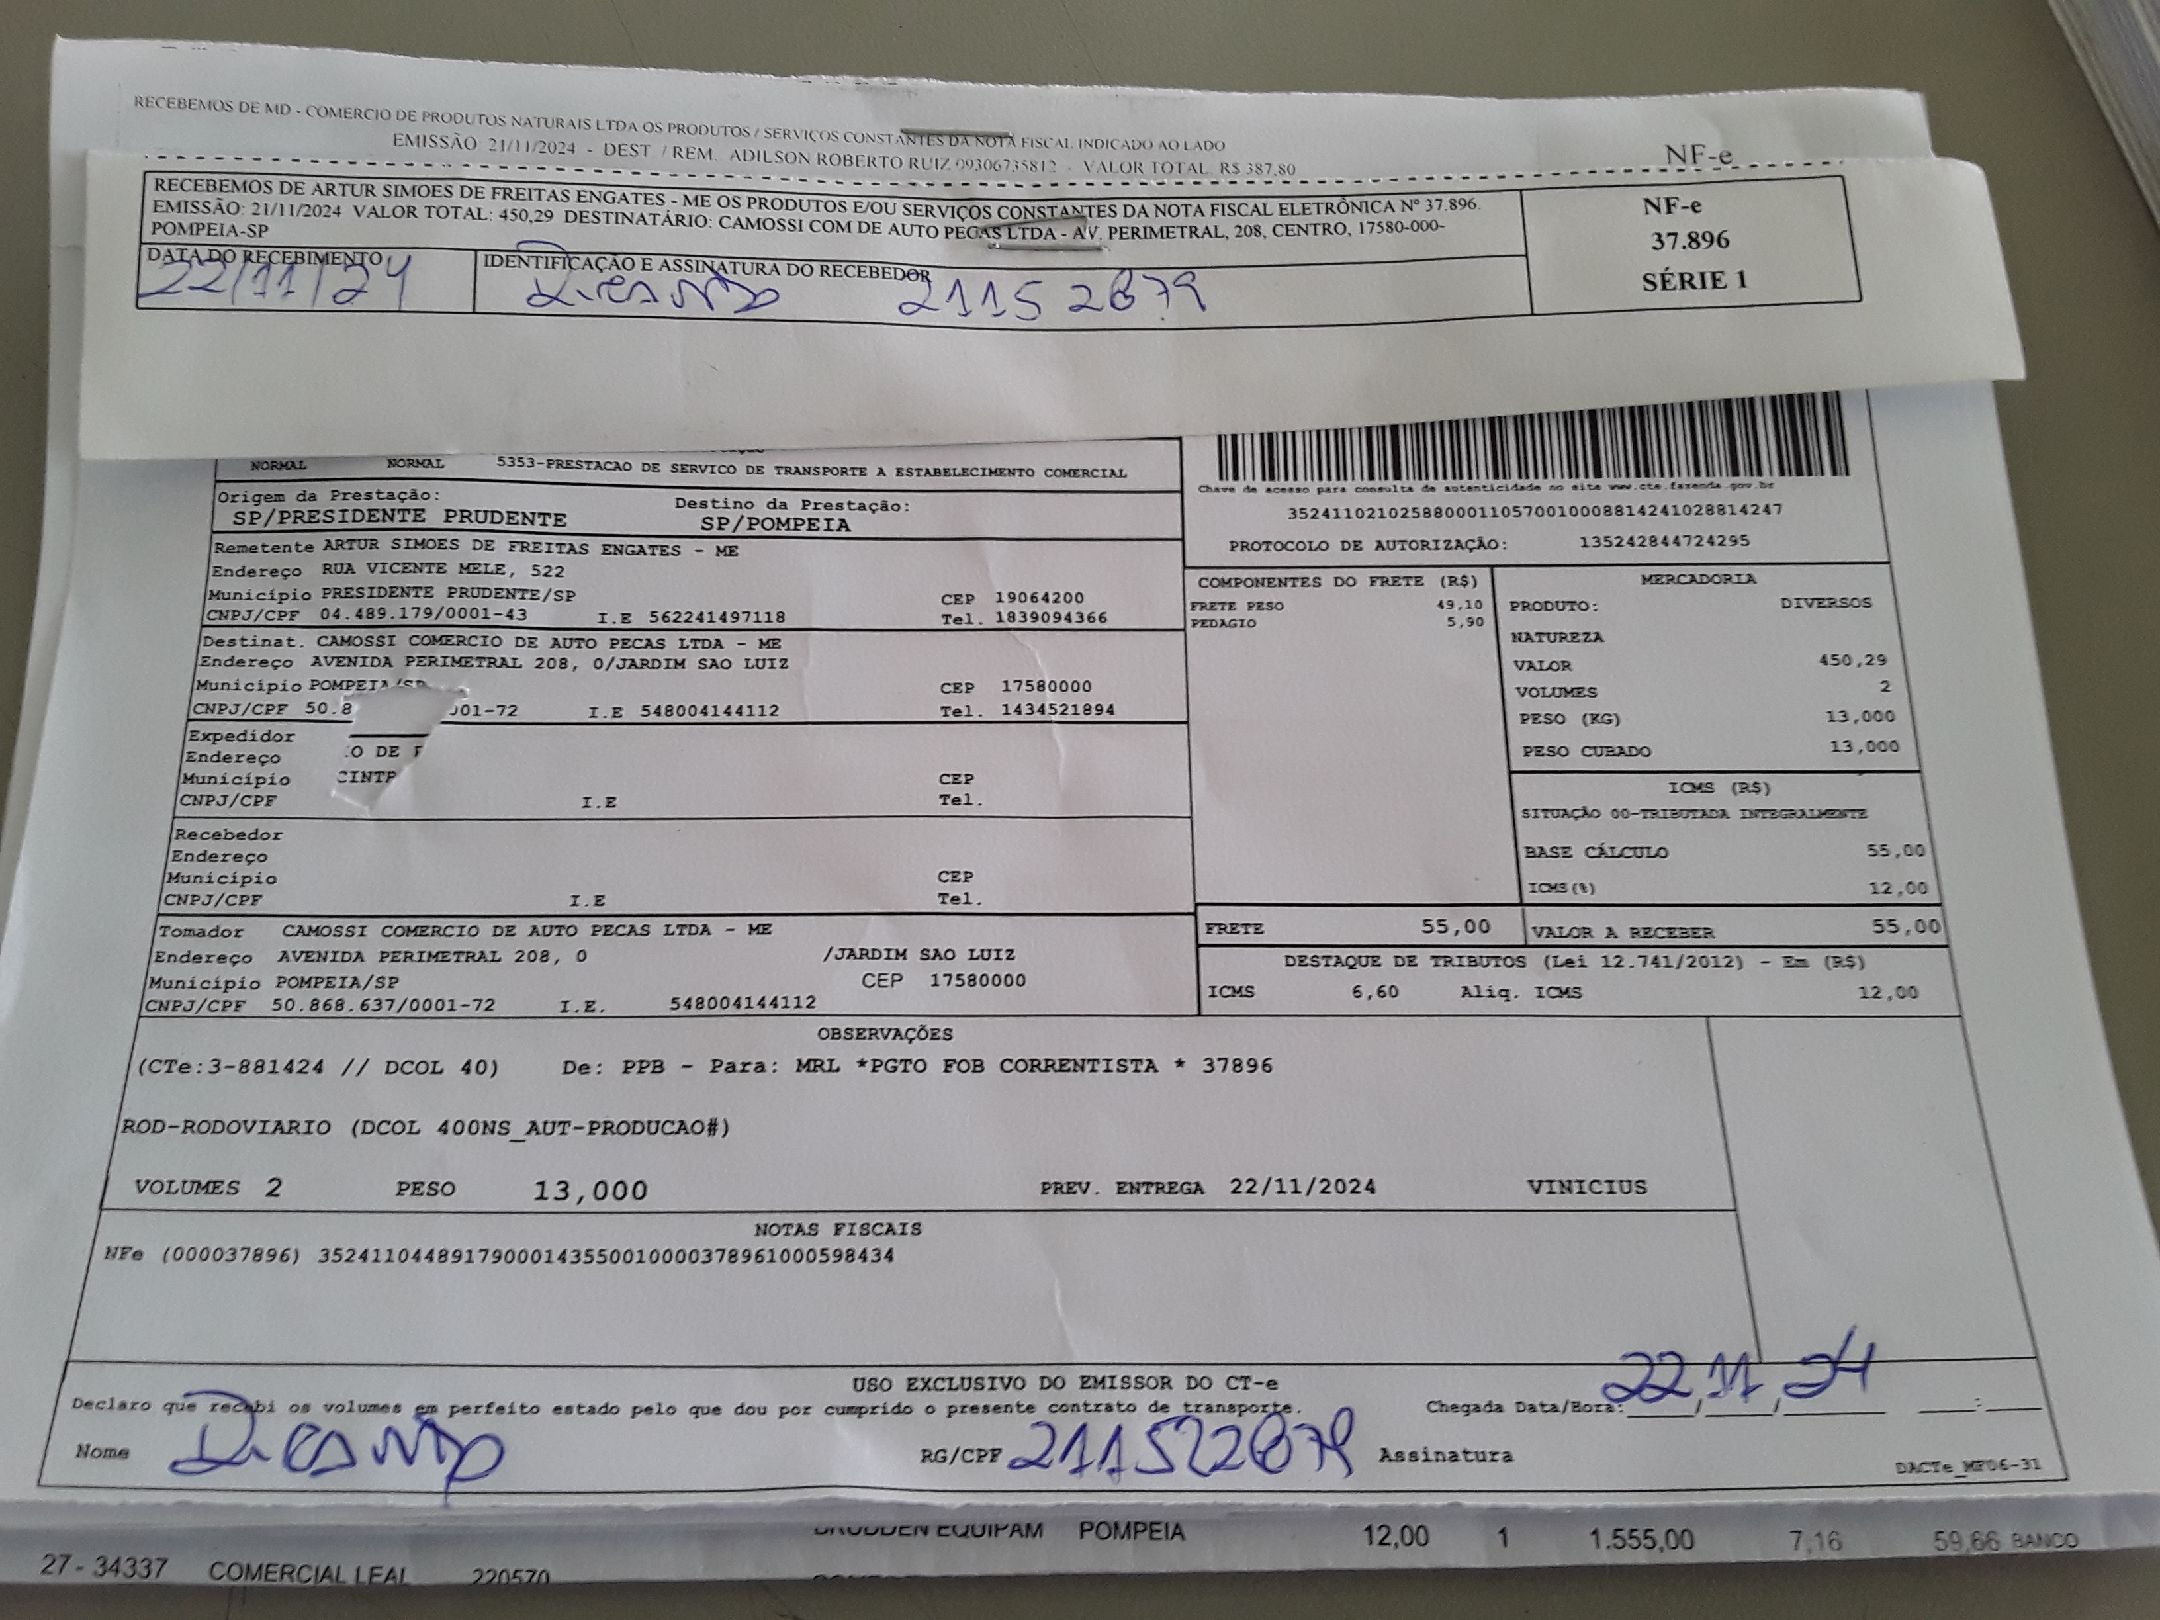 RECEBEMOS DE MD - COMERCIO DE PRODUTOS NATURAIS LTDA OS PRODUTOS / SERVIÇOS CONSTANTES DA NOTA FISCAL INDICADO AO LADO
EMISSÃO 21/11/2024 - DEST / REM. ADILSON ROBERTO RUIZ 09306735812 - VALOR TOTAL R$ 387,80
NF-e
RECEBEMOS DE ARTUR SIMOES DE FREITAS ENGATES - ME OS PRODUTOS E/OU SERVIÇOS CONSTANTES DA NOTA FISCAL ELETRÔNICA Nº 37.896.
EMISSÃO: 21/11/2024 VALOR TOTAL: 450,29 DESTINATÁRIO: CAMOSSI COM DE AUTO PECAS LTDA - AV. PERIMETRAL, 208, CENTRO, 17580-000-
POMPEIA-SP
NF-e
37.896
SÉRIE 1
DATA DO RECEBIMENTO
22/11/24
IDENTIFICAÇÃO E ASSINATURA DO RECEBEDOR
NORMAL NORMAL 5353-PRESTACAO DE SERVICO DE TRANSPORTE A ESTABELECIMENTO COMERCIAL
Chave de acesso para consulta de autenticidade no site www.cte.fazenda.gov.br
35241102102588000110570010008814241028814247
PROTOCOLO DE AUTORIZAÇÃO: 135242844724295
Origem da Prestação: Destino da Prestação:
SP/PRESIDENTE PRUDENTE SP/POMPEIA
Remetente ARTUR SIMOES DE FREITAS ENGATES - ME
Endereço RUA VICENTE MELE, 522
Município PRESIDENTE PRUDENTE/SP CEP 19064200
CNPJ/CPF 04.489.179/0001-43 I.E 562241497118 Tel. 1839094366
Destinat. CAMOSSI COMERCIO DE AUTO PECAS LTDA - ME
Endereço AVENIDA PERIMETRAL 208, 0/JARDIM SAO LUIZ
Município POMPEIA/SP CEP 17580000
CNPJ/CPF 50.8 001-72 I.E 548004144112 Tel. 1434521894
Expedidor
Endereço O DE
Município CINTR CEP
CNPJ/CPF I.E Tel.
Recebedor
Endereço
Município CEP
CNPJ/CPF I.E Tel.
Tomador CAMOSSI COMERCIO DE AUTO PECAS LTDA - ME
Endereço AVENIDA PERIMETRAL 208, 0 /JARDIM SAO LUIZ
Município POMPEIA/SP CEP 17580000
CNPJ/CPF 50.868.637/0001-72 I.E. 548004144112
COMPONENTES DO FRETE (R$)
FRETE PESO 49,10
PEDAGIO 5,90
MERCADORIA
PRODUTO: DIVERSOS
NATUREZA
VALOR 450,29
VOLUMES 2
PESO (KG) 13,000
PESO CUBADO 13,000
ICMS (R$)
SITUAÇÃO 00-TRIBUTADA INTEGRALMENTE
BASE CÁLCULO 55,00
ICMS(%) 12,00
FRETE 55,00 VALOR A RECEBER 55,00
DESTAQUE DE TRIBUTOS (Lei 12.741/2012) - Em (R$)
ICMS 6,60 Aliq. ICMS 12,00
OBSERVAÇÕES
(CTe:3-881424 // DCOL 40) De: PPB - Para: MRL *PGTO FOB CORRENTISTA * 37896
ROD-RODOVIARIO (DCOL 400NS_AUT-PRODUCAO#)
VOLUMES 2 PESO 13,000 PREV. ENTREGA 22/11/2024 VINICIUS
NOTAS FISCAIS
NFe (000037896) 35241104489179000143550010000378961000598434
USO EXCLUSIVO DO EMISSOR DO CT-e
Declaro que recebi os volumes em perfeito estado pelo que dou por cumprido o presente contrato de transporte. Chegada Data/Hora: 22/11/24 :
Nome RG/CPF Assinatura
DACTe_MF06-31
EQUIPAM POMPEIA 12,00 1 1.555,00 7,16 59,66 BANCO
27 - 34337 COMERCIAL LEAL 220570